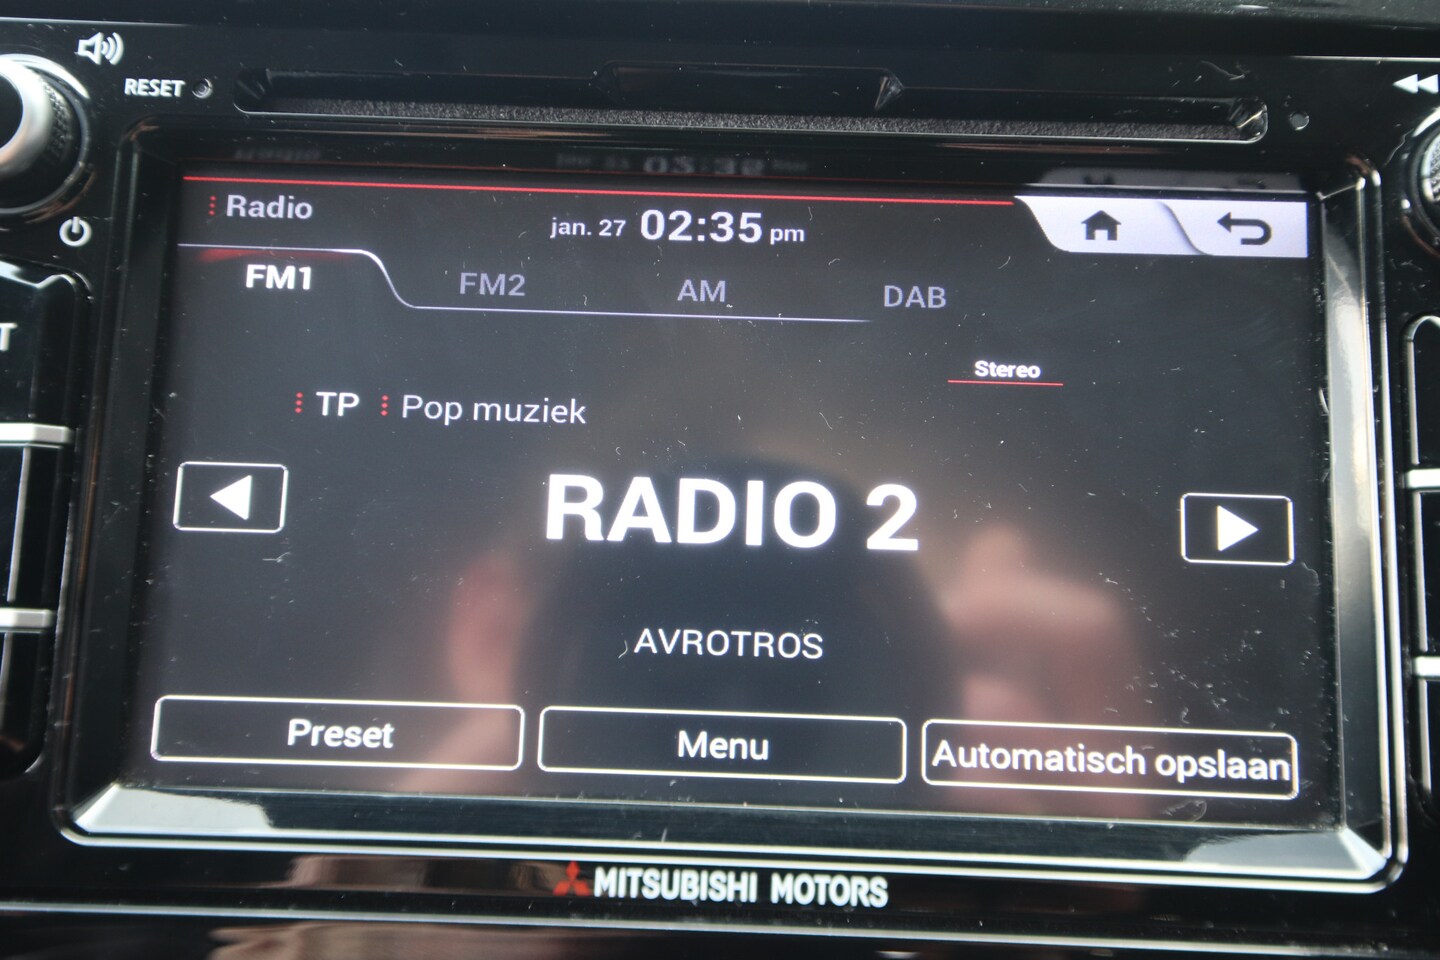 RESET
Radio
jan. 27 02:35 pm
FM1 FM2 AM DAB
Stereo
TP Pop muziek
RADIO 2
AVROTROS
Preset Menu Automatisch opslaan
MITSUBISHI MOTORS